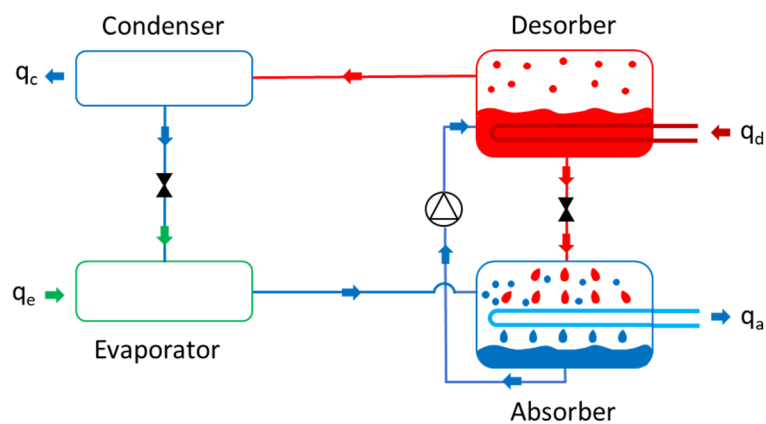 Condenser
Desorber
qc
qd
qe
qa
Evaporator
Absorber